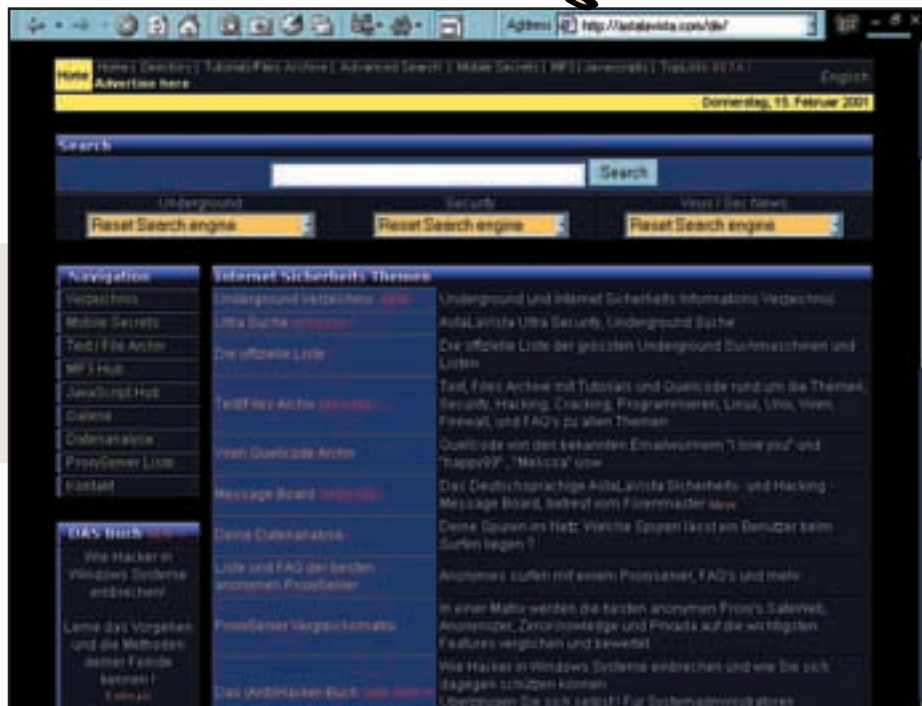 Address http://astalavista.com/div/
Home Home | Directory | Tutorials/Files Archive | Advanced Search | Mobile Secrets | MP3 | Javascripts | TopLists BETA!
Advertise here
English
Donnerstag, 15. Februar 2001
Search
Search
Underground Security Virus / Sec News
Reset Search engine Reset Search engine Reset Search engine
Navigation
Verzeichnis
Mobile Secrets
Text / File Archiv
MP3 Hub
JavaScript Hub
Galerie
Datenanalyse
ProxyServer Liste
Kontakt
DAS Buch
Wie Hacker in
Windows Systeme
einbrechen!
Lerne das Vorgehen
und die Methoden
deiner Feinde
kennen !
Internet Sicherheits Themen
Underground Verzeichnis Underground und Internet Sicherheits Informations Verzeichnis
Ultra Suche AstaLaVista Ultra Security, Underground Suche
Die offizielle Liste Die offizielle Liste der grössten Underground Suchmaschinen und
Listen
Text/Files Archiv Text, Files Archive mit Tutorials und Quellcode rund um die Themen,
Security, Hacking, Cracking, Programmieren, Linux, Unix, Viren,
Firewall, und FAQ's zu allen Themen
Viren Quellcode Archiv Quellcode von den bekannten Emailwürmern "I love you" und
"happy99", "Melissa" usw
Message Board Das Deutschsprachige AstaLaVista Sicherheits- und Hacking
Message Board, betreut vom Forenmaster New
Deine Datenanalyse Deine Spuren im Netz. Welche Spuren lässt ein Benutzer beim
Surfen liegen ?
Liste und FAQ der besten
anonymen ProxyServer Anonymes surfen mit einem Proxyserver, FAQ's und mehr
ProxyServer Vergleichsmatrix In einer Matrix werden die besten anonymen Proxy's SafeWeb,
Anonymizer, Zeroknowledge und Privada auf die wichtigsten
Features verglichen und bewertet
Das (Anti)Hacker Buch Wie Hacker in Windows Systeme einbrechen und wie Sie sich
dagegen schützen können
Überzeugen Sie sich selbst! Für Systemadministratoren